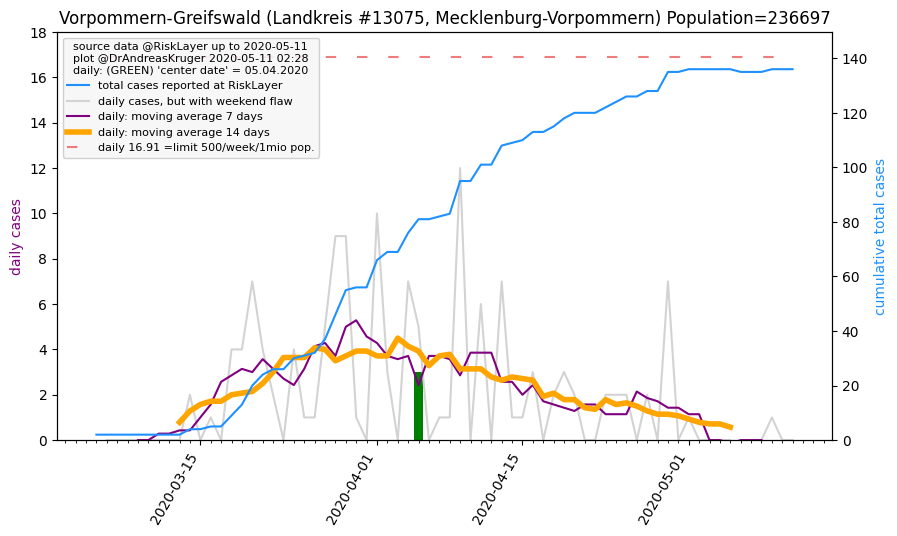 Vorpommern-Greifswald (Landkreis #13075, Mecklenburg-Vorpommern) Population=236697
source data @RiskLayer up to 2020-05-11
plot @DrAndreasKruger 2020-05-11 02:28
daily: (GREEN) 'center date' = 05.04.2020
total cases reported at RiskLayer
daily cases, but with weekend flaw
daily: moving average 7 days
daily: moving average 14 days
daily 16.91 =limit 500/week/1mio pop.
daily cases
18
16
14
12
10
8
6
4
2
0
cumulative total cases
140
120
100
80
60
40
20
0
2020-03-15
2020-04-01
2020-04-15
2020-05-01